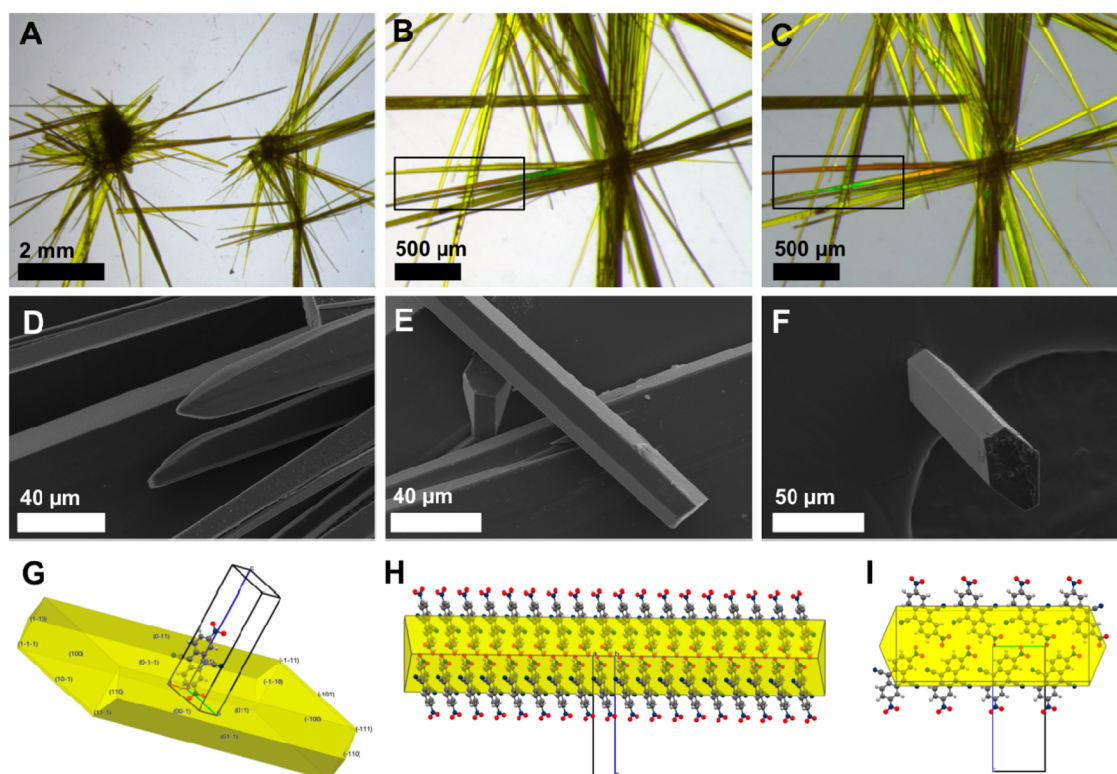 A
B
C
2 mm
500 µm
500 µm
D
E
F
40 µm
40 µm
50 µm
G
H
I
(1-10)
(0-11)
(-1-11)
(1-1-1)
(100)
(0-1-1)
(-1-10)
(-101)
(10-1)
(110)
(00-1)
(-100)
(11-1)
(01-1)
(-111)
(-110)